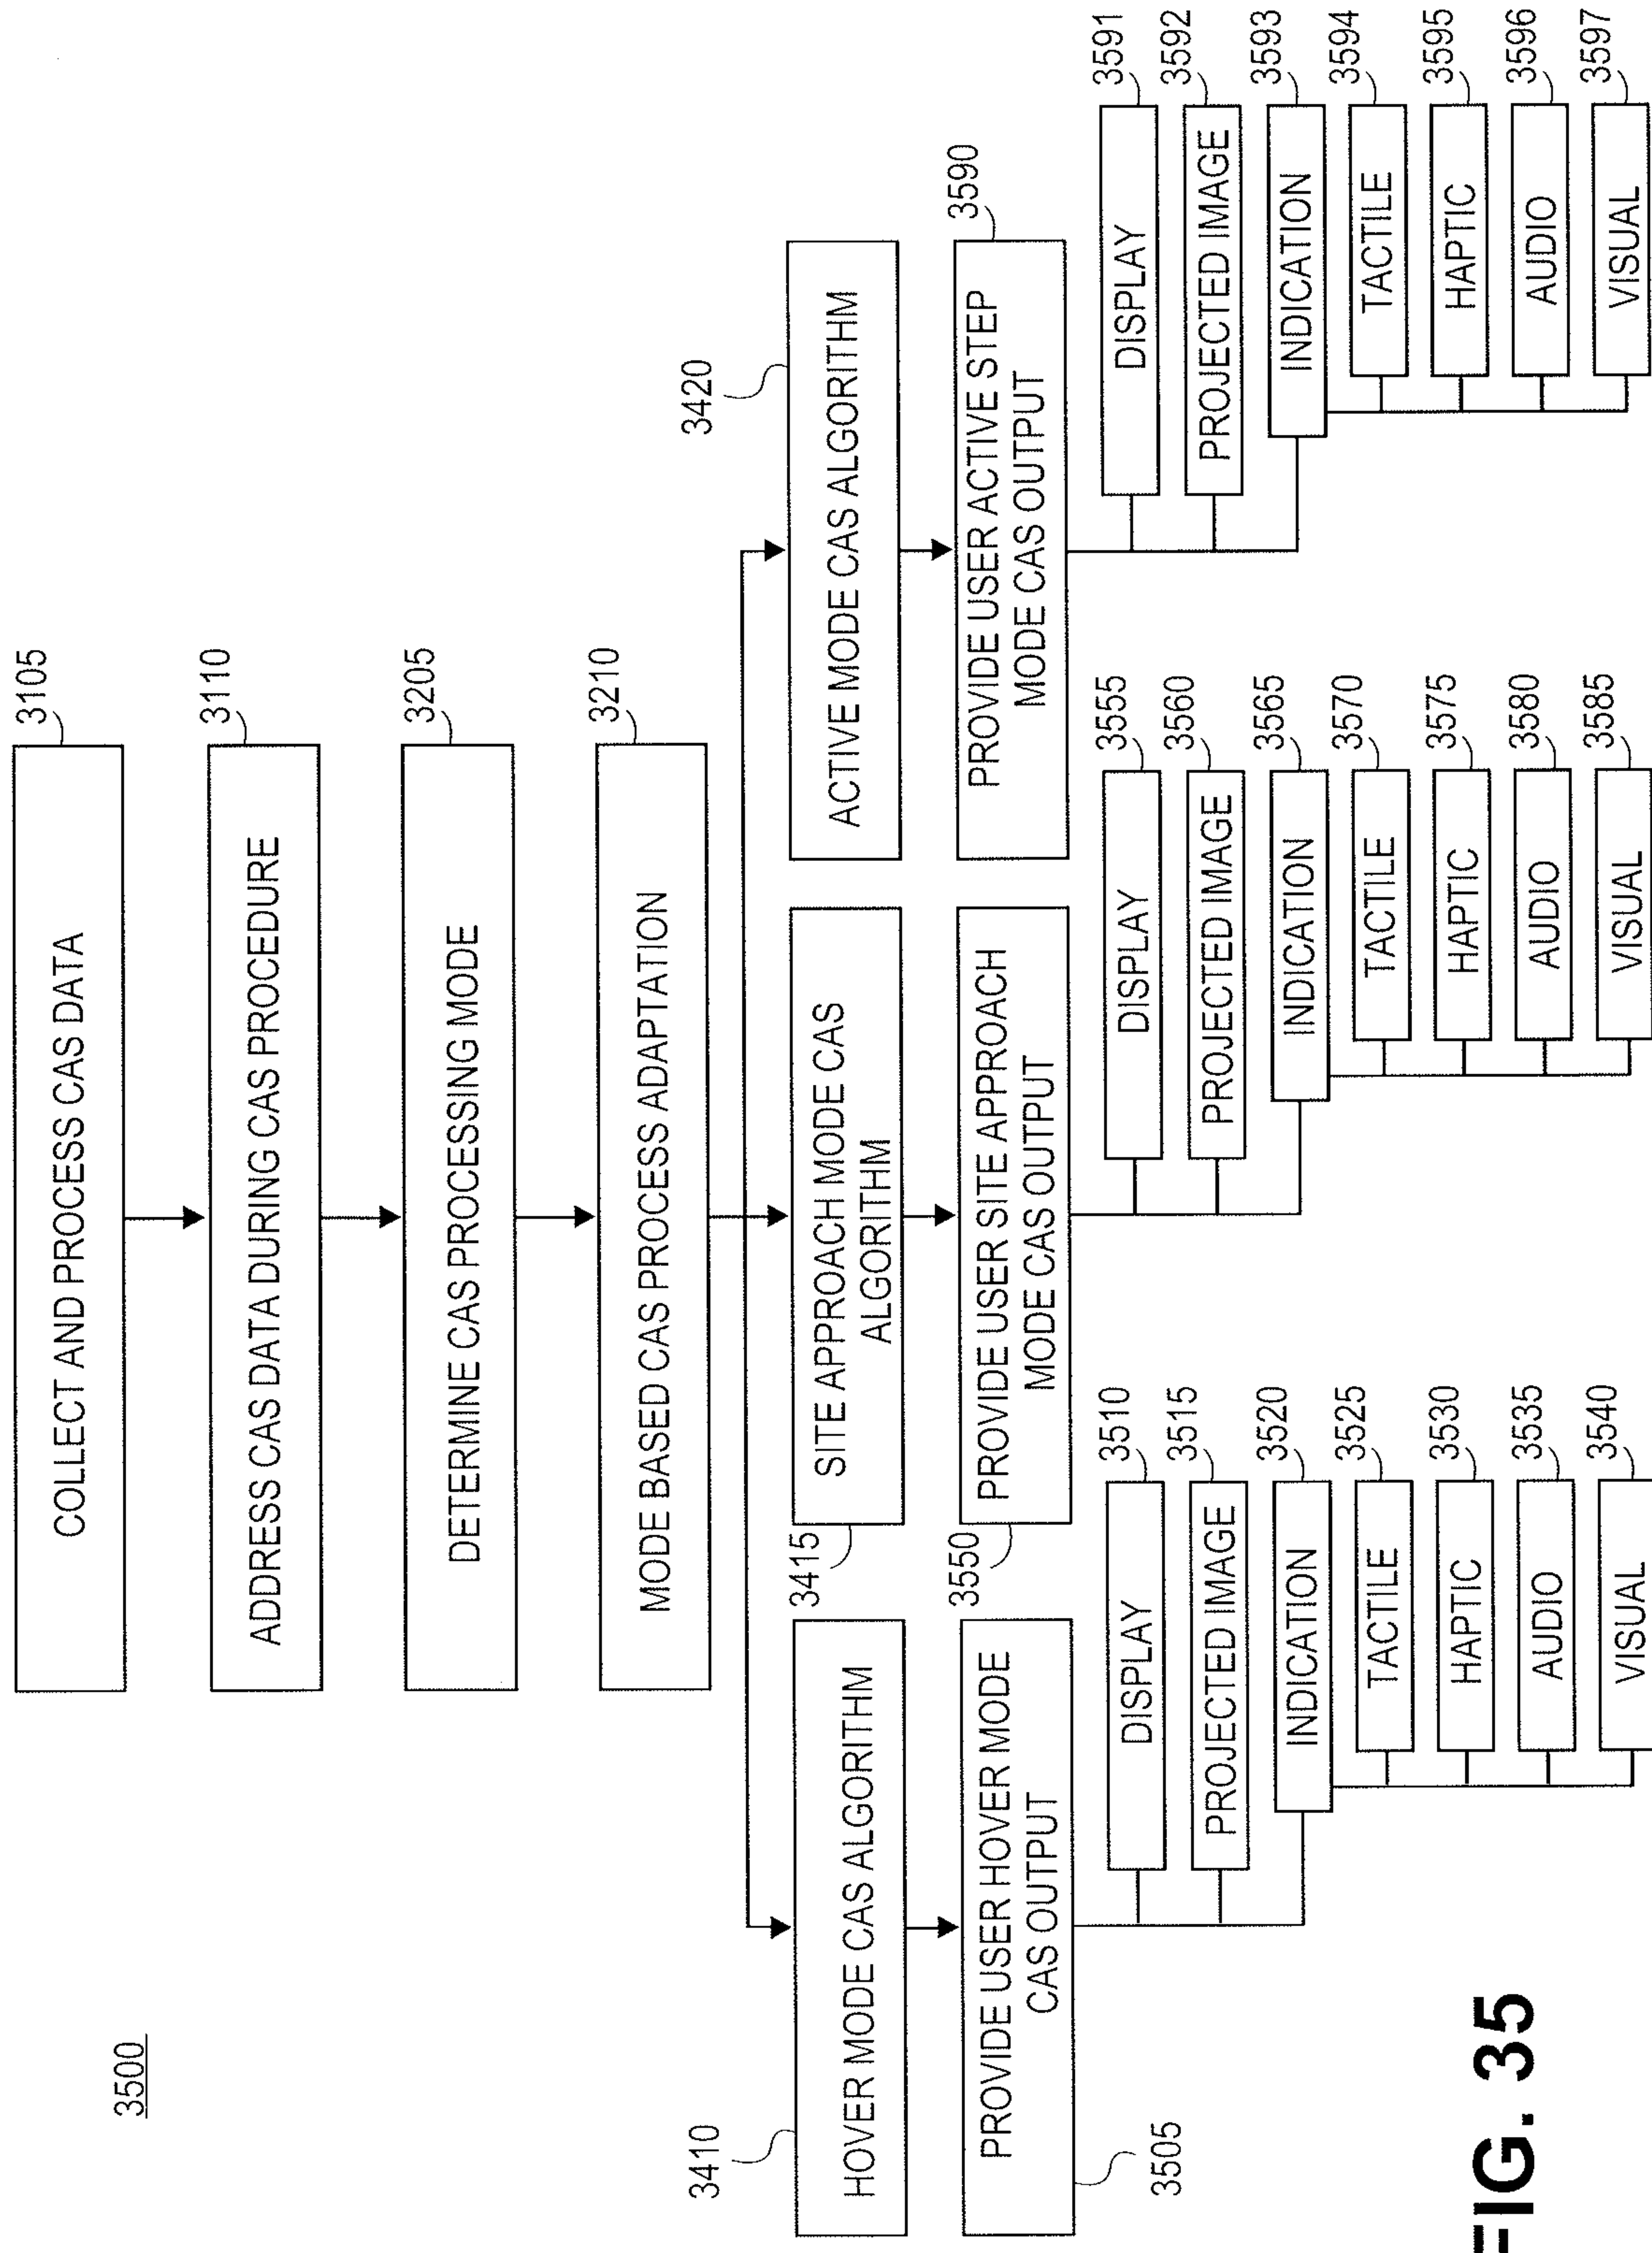 3500
COLLECT AND PROCESS CAS DATA
3105
ADDRESS CAS DATA DURING CAS PROCEDURE
3110
DETERMINE CAS PROCESSING MODE
3205
MODE BASED CAS PROCESS ADAPTATION
3210
3410
HOVER MODE CAS ALGORITHM
3415
SITE APPROACH MODE CAS
ALGORITHM
3420
ACTIVE MODE CAS ALGORITHM
PROVIDE USER HOVER MODE
CAS OUTPUT
3505
3550
PROVIDE USER SITE APPROACH
MODE CAS OUTPUT
PROVIDE USER ACTIVE STEP
MODE CAS OUTPUT
3590
DISPLAY
3510
PROJECTED IMAGE
3515
INDICATION
3520
TACTILE
3525
HAPTIC
3530
AUDIO
3535
VISUAL
3540
DISPLAY
3555
PROJECTED IMAGE
3560
INDICATION
3565
TACTILE
3570
HAPTIC
3575
AUDIO
3580
VISUAL
3585
DISPLAY
3591
PROJECTED IMAGE
3592
INDICATION
3593
TACTILE
3594
HAPTIC
3595
AUDIO
3596
VISUAL
3597
FIG. 35